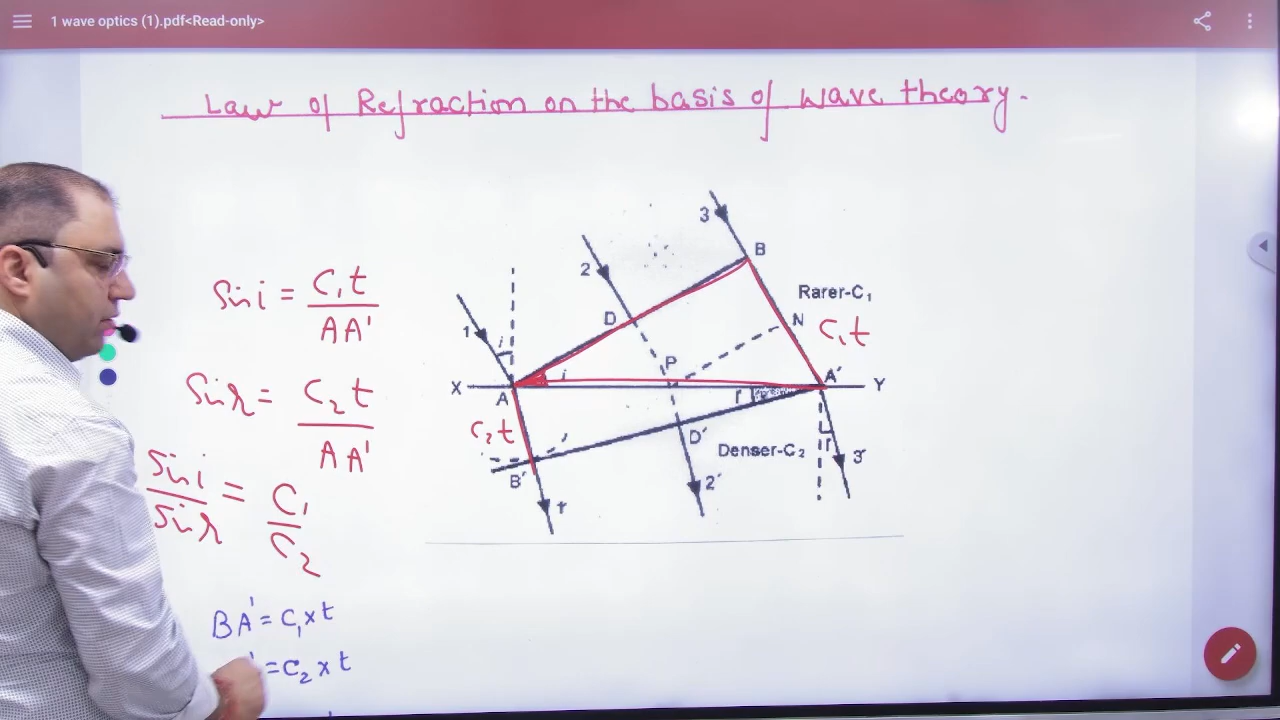 1 wave optics (1).pdf<Read-only>
Law of Refraction on the basis of wave theory.
Sin i = C₁t / AA'
Sin r = C₂t / AA'
Sin i / Sin r = C₁ / C₂
BA' = C₁ x t
' = C₂ x t
3
B
2
Rarer-C₁
D
N
C₁t
1
i
P
X
A
i
r
A'
Y
C₂t
D'
Denser-C₂
r
3'
B'
2'